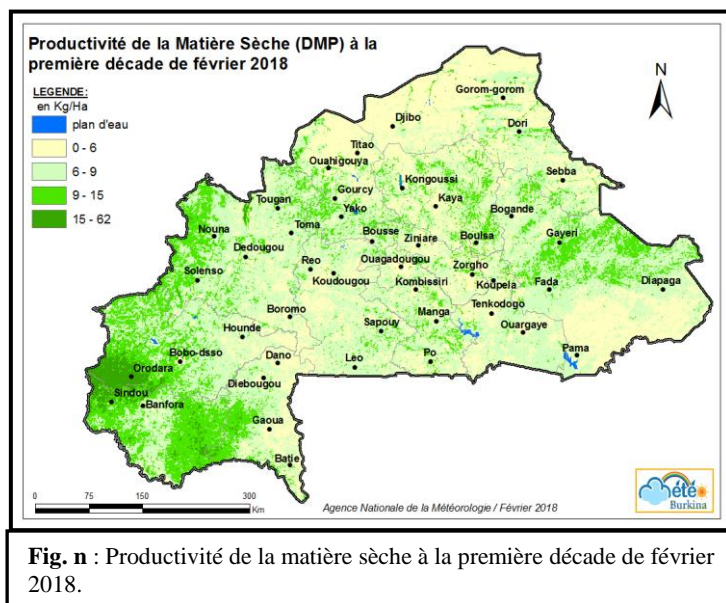 Productivité de la Matière Sèche (DMP) à la
première décade de février 2018
LEGENDE:
en Kg/Ha
plan d'eau
0 - 6
6 - 9
9 - 15
15 - 62
N
Gorom-gorom
Djibo
Dori
Titao
Ouahigouya
Sebba
Kongoussi
Gourcy
Kaya
Tougan
Yako
Bogande
Nouna
Toma
Bousse
Ziniare
Boulsa
Gayeri
Dedougou
Reo
Ouagadougou
Zorgho
Solenso
Koudougou
Kombissiri
Koupela
Fada
Diapaga
Boromo
Tenkodogo
Manga
Hounde
Sapouy
Ouargaye
Bobo-dsso
Dano
Leo
Po
Pama
Orodara
Diebougou
Sindou
Banfora
Gaoua
Batie
0 75 150 300
Km
Agence Nationale de la Météorologie / Février 2018
Météo
Burkina
Fig. n : Productivité de la matière sèche à la première décade de février
2018.